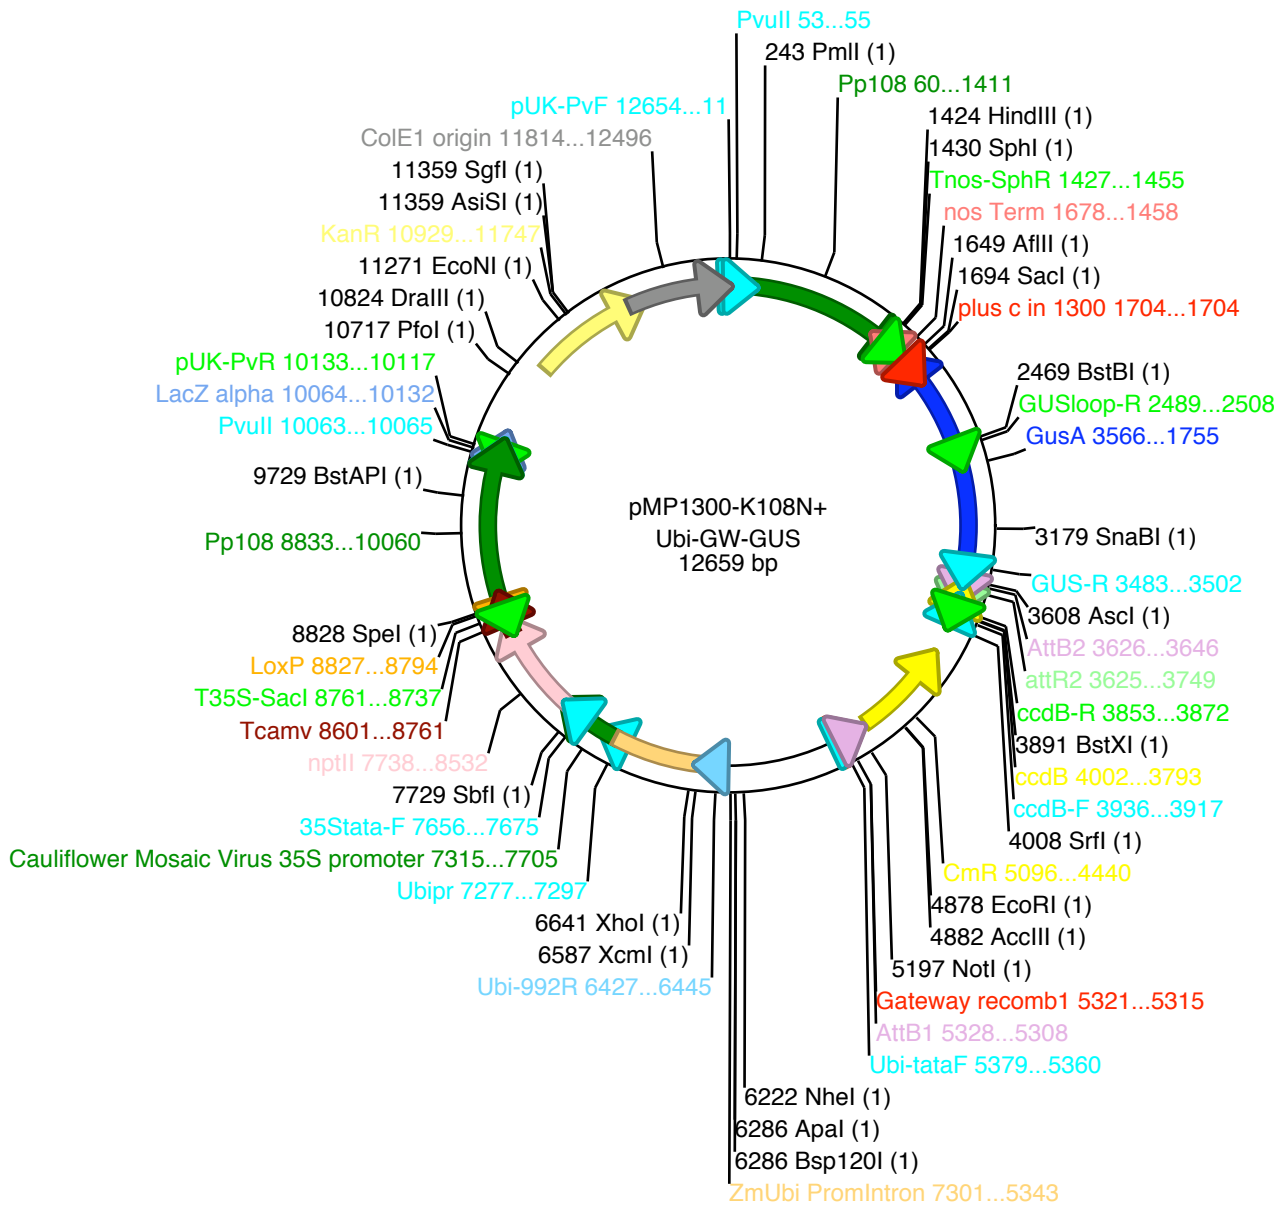 PvuII 53...55
243 PmlI (1)
Pp108 60...1411
pUK-PvF 12654...11
1424 HindIII (1)
ColE1 origin 11814...12496
1430 SphI (1)
11359 SgfI (1)
Tnos-SphR 1427...1455
11359 AsiSI (1)
nos Term 1678...1458
KanR 10929...11747
1649 AflII (1)
11271 EcoNI (1)
1694 SacI (1)
10824 DraIII (1)
plus c in 1300 1704...1704
10717 PfoI (1)
pUK-PvR 10133...10117
2469 BstBI (1)
LacZ alpha 10064...10132
GUSloop-R 2489...2508
PvuII 10063...10065
GusA 3566...1755
9729 BstAPI (1)
pMP1300-K108N+
Ubi-GW-GUS
12659 bp
3179 SnaBI (1)
Pp108 8833...10060
GUS-R 3483...3502
3608 AscI (1)
8828 SpeI (1)
AttB2 3626...3646
LoxP 8827...8794
attR2 3625...3749
T35S-SacI 8761...8737
ccdB-R 3853...3872
Tcamv 8601...8761
3891 BstXI (1)
nptII 7738...8532
ccdB 4002...3793
7729 SbfI (1)
ccdB-F 3936...3917
35Stata-F 7656...7675
4008 SrfI (1)
Cauliflower Mosaic Virus 35S promoter 7315...7705
CmR 5096...4440
Ubipr 7277...7297
4878 EcoRI (1)
6641 XhoI (1)
4882 AccIII (1)
6587 XcmI (1)
5197 NotI (1)
Ubi-992R 6427...6445
Gateway recomb1 5321...5315
AttB1 5328...5308
Ubi-tataF 5379...5360
6222 NheI (1)
6286 ApaI (1)
6286 Bsp120I (1)
ZmUbi PromIntron 7301...5343